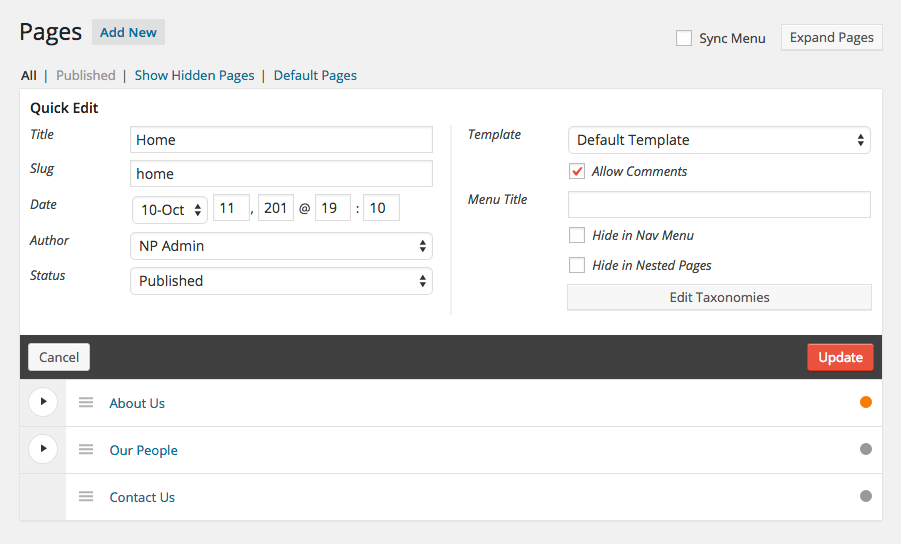 Pages Add New
Sync Menu Expand Pages
All | Published | Show Hidden Pages | Default Pages
Quick Edit
Title Home
Slug home
Date 10-Oct 11 , 201 @ 19 : 10
Author NP Admin
Status Published
Template Default Template
Allow Comments
Menu Title
Hide in Nav Menu
Hide in Nested Pages
Edit Taxonomies
Cancel Update
About Us
Our People
Contact Us